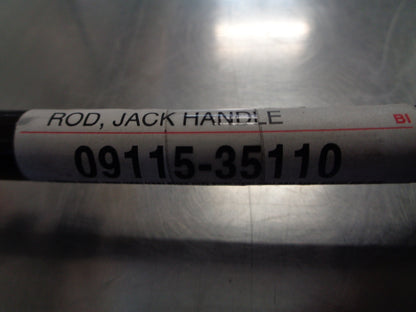 ROD, JACK HANDLE
BI
09115-35110